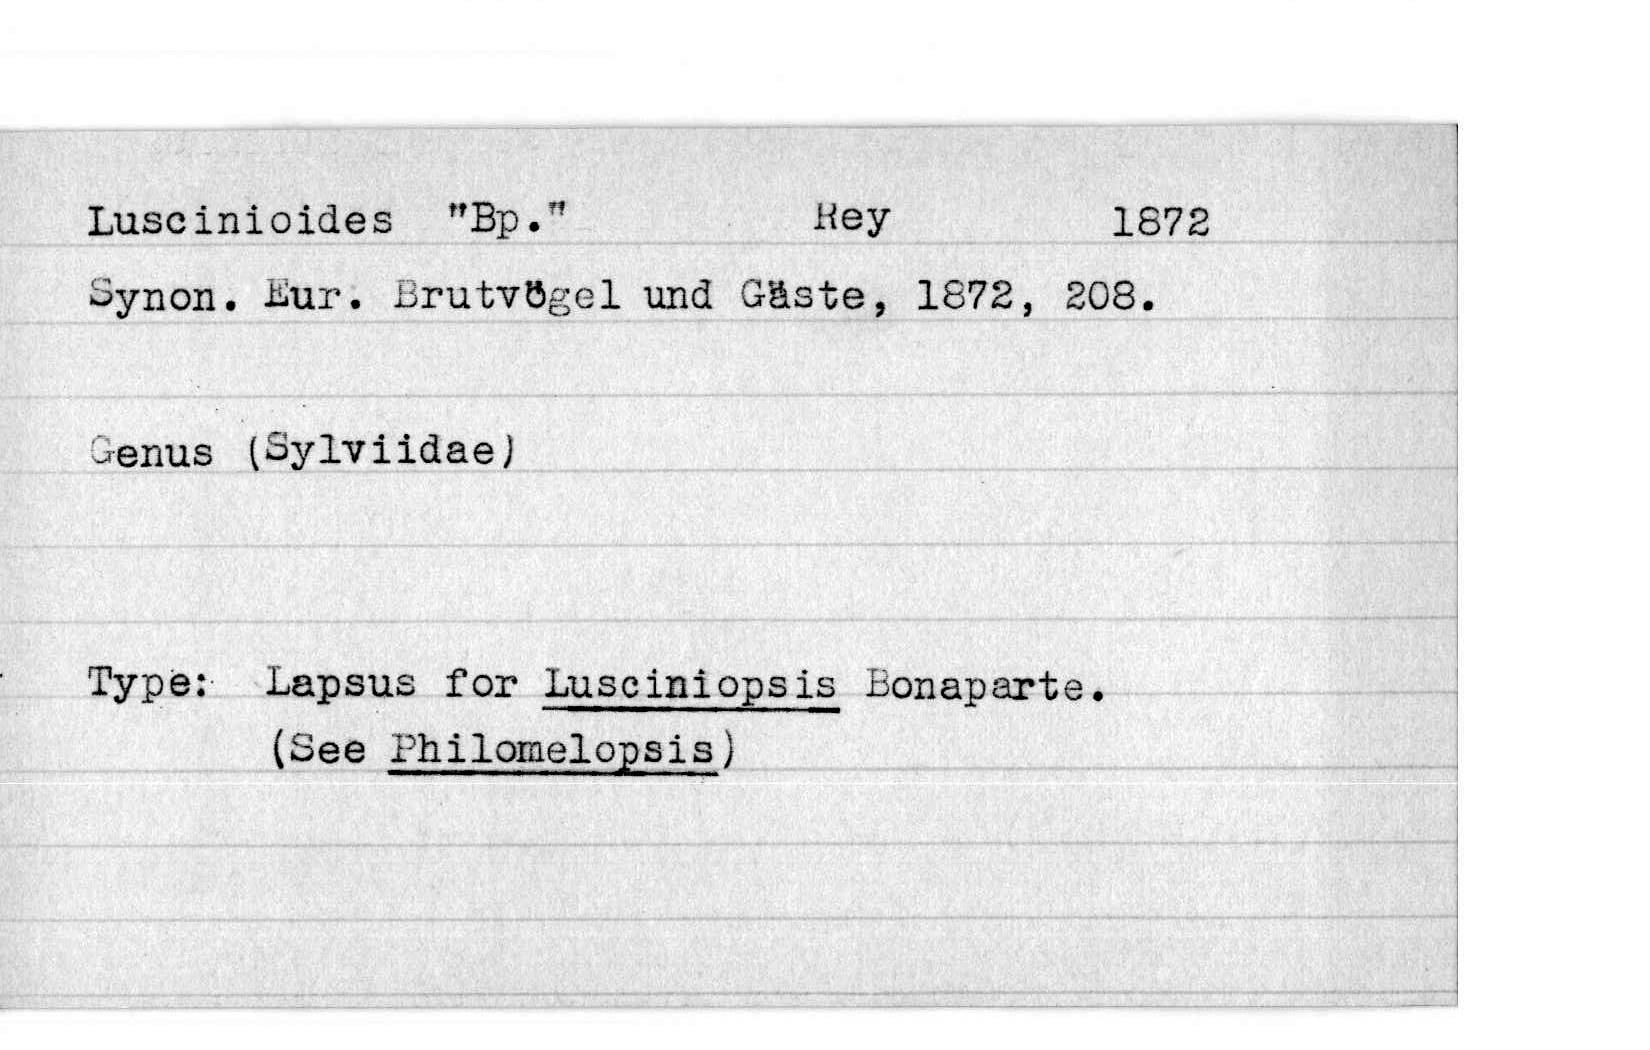 Luscinioides "Bp." Rey 1872
Synon. Eur. Brutvögel und Gäste, 1872, 208.
Genus (Sylviidae)
Type: Lapsus for Lusciniopsis Bonaparte.
(See Philomelopsis)